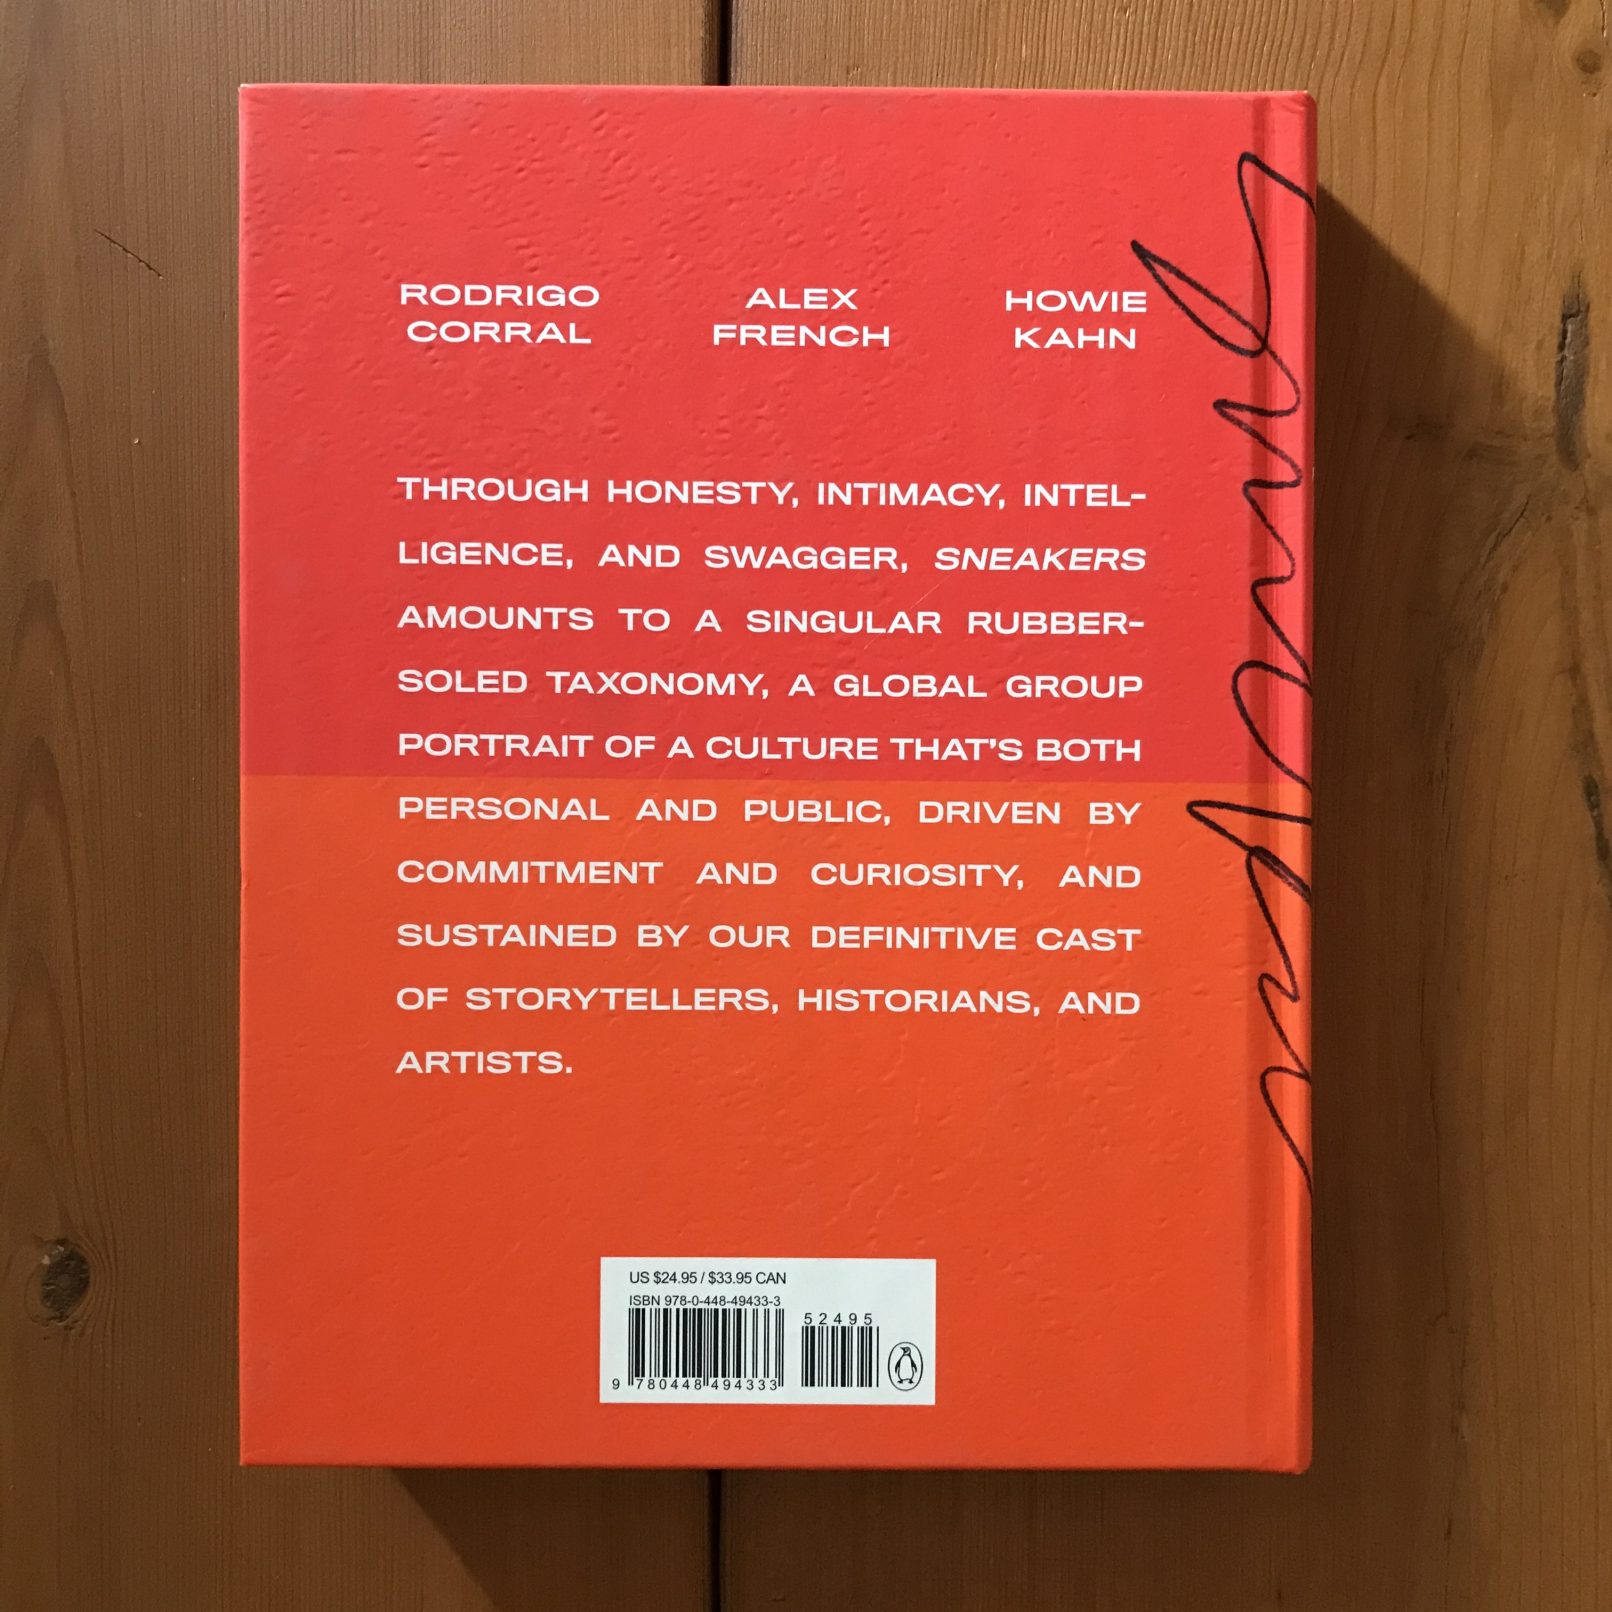 RODRIGO CORRAL
ALEX FRENCH
HOWIE KAHN
THROUGH HONESTY, INTIMACY, INTEL-
LIGENCE, AND SWAGGER, SNEAKERS
AMOUNTS TO A SINGULAR RUBBER-
SOLED TAXONOMY, A GLOBAL GROUP
PORTRAIT OF A CULTURE THAT'S BOTH
PERSONAL AND PUBLIC, DRIVEN BY
COMMITMENT AND CURIOSITY, AND
SUSTAINED BY OUR DEFINITIVE CAST
OF STORYTELLERS, HISTORIANS, AND
ARTISTS.
US $24.95 / $33.95 CAN
ISBN 978-0-448-49433-3
52495
9 780448 494333